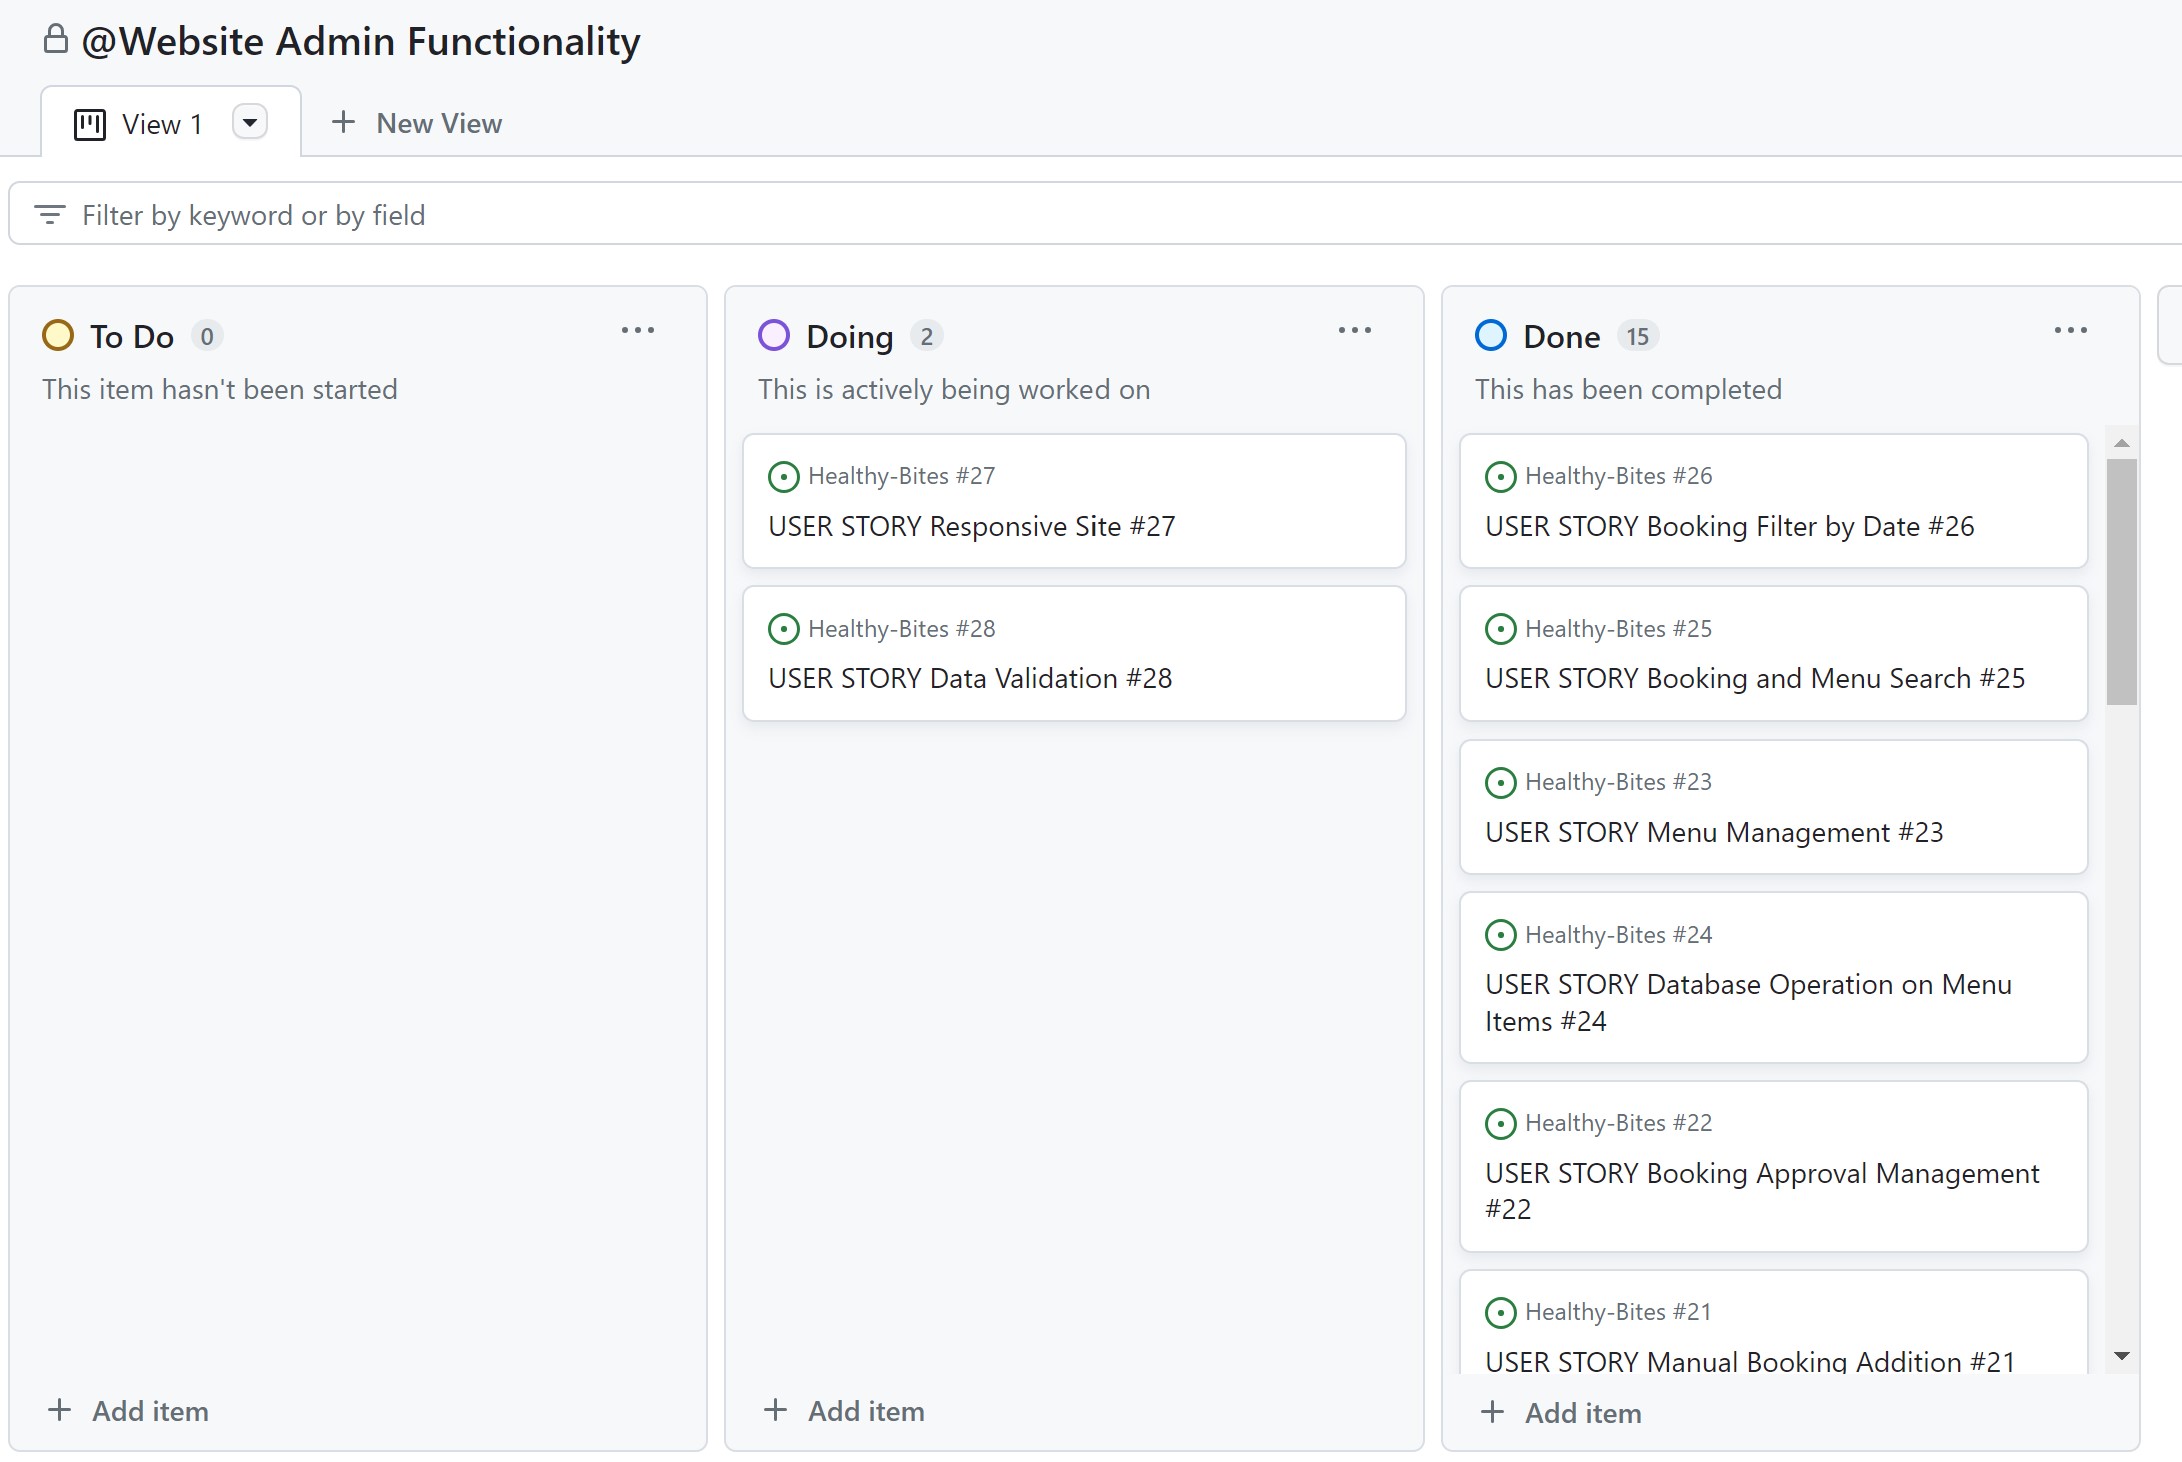 @Website Admin Functionality
View 1
New View
Filter by keyword or by field
To Do 0
This item hasn't been started
Add item
Doing 2
This is actively being worked on
Healthy-Bites #27
USER STORY Responsive Site #27
Healthy-Bites #28
USER STORY Data Validation #28
Add item
Done 15
This has been completed
Healthy-Bites #26
USER STORY Booking Filter by Date #26
Healthy-Bites #25
USER STORY Booking and Menu Search #25
Healthy-Bites #23
USER STORY Menu Management #23
Healthy-Bites #24
USER STORY Database Operation on Menu
Items #24
Healthy-Bites #22
USER STORY Booking Approval Management
#22
Healthy-Bites #21
USER STORY Manual Booking Addition #21
Add item